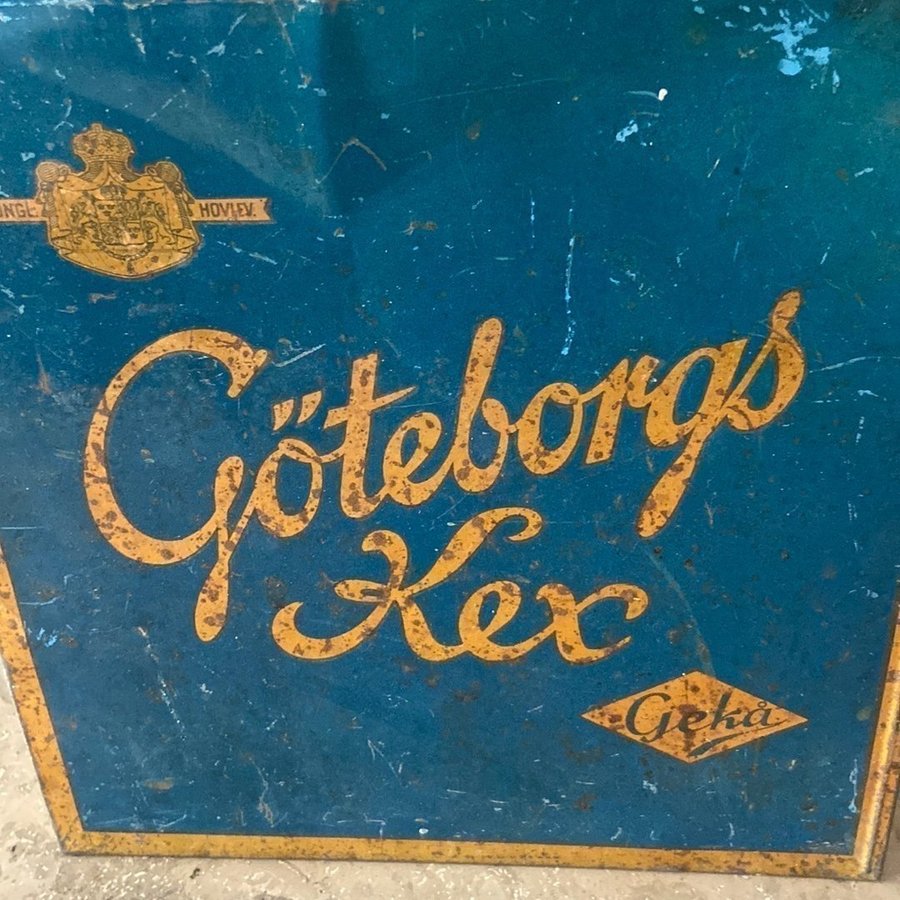 HOVLEV.
Göteborgs
Kex
Gekå